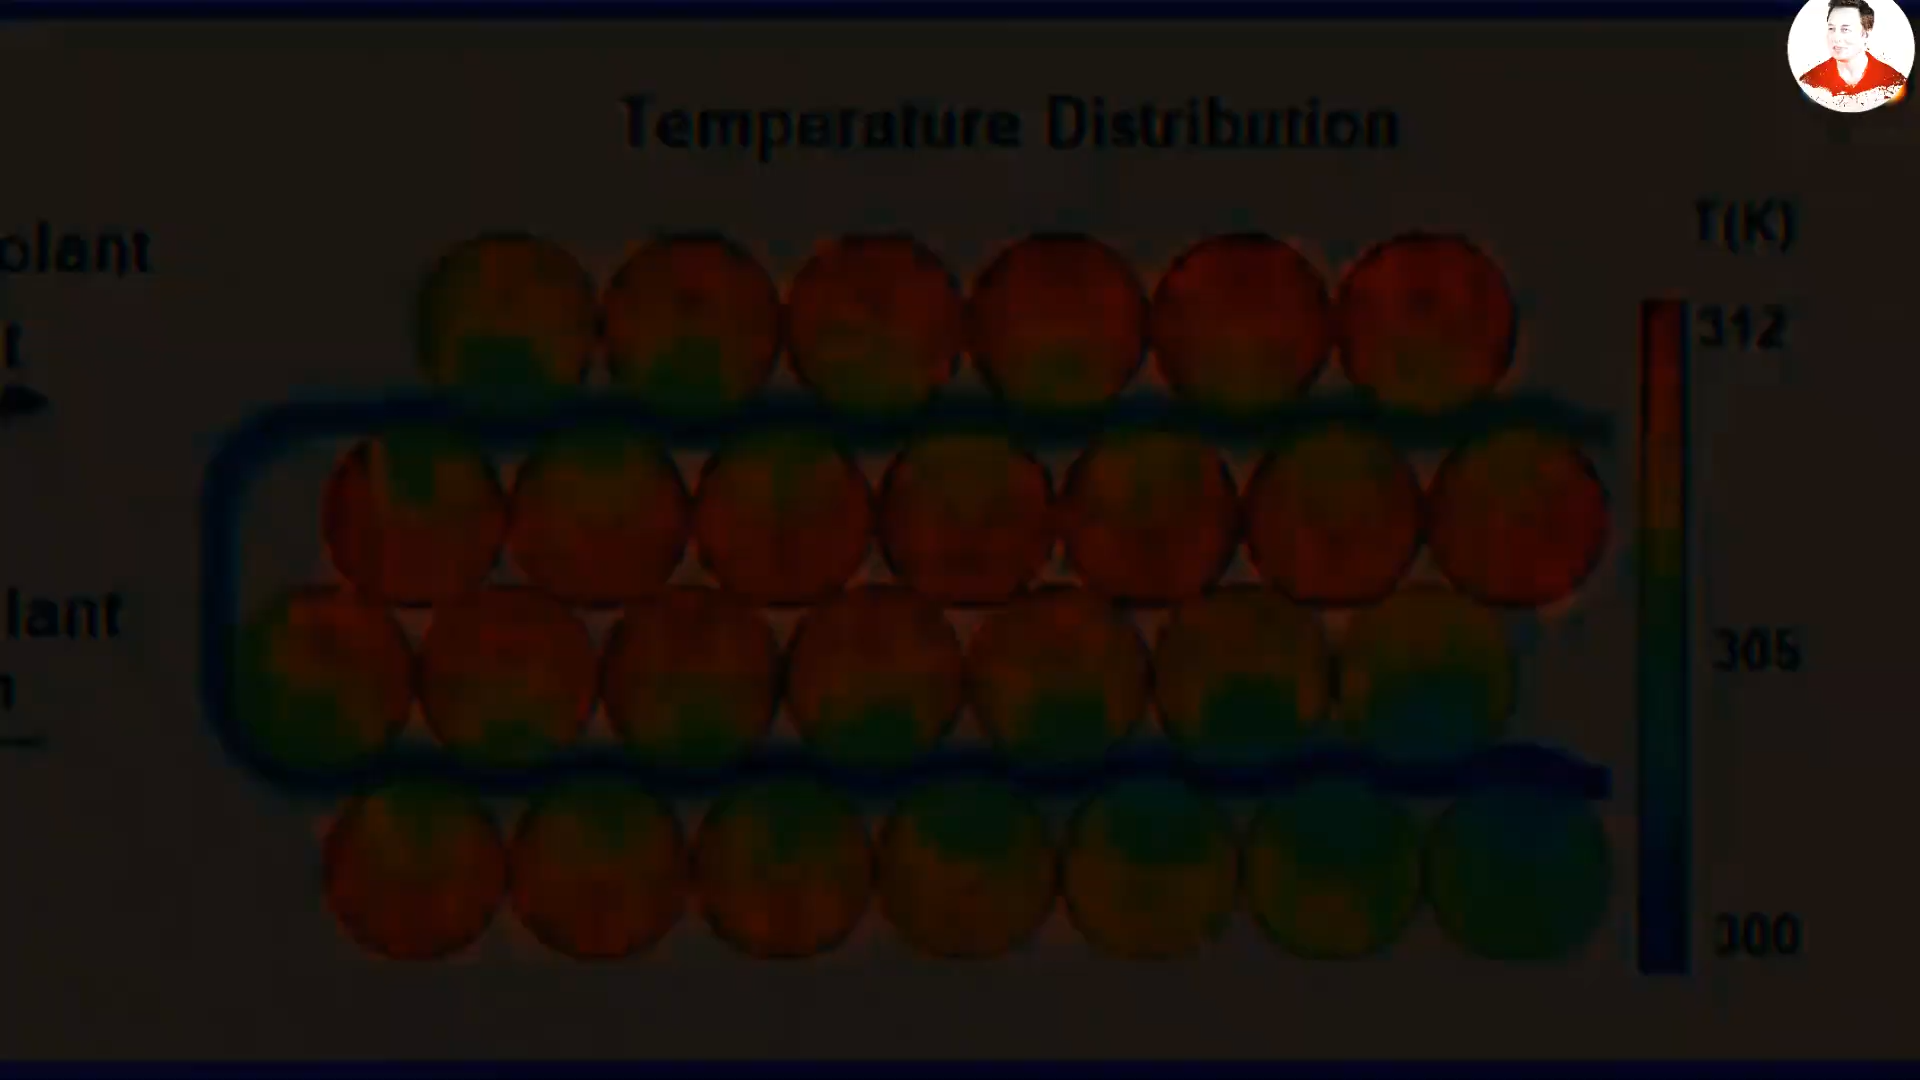 Temperature Distribution
olant
T(K)
312
t
lant
305
n
300